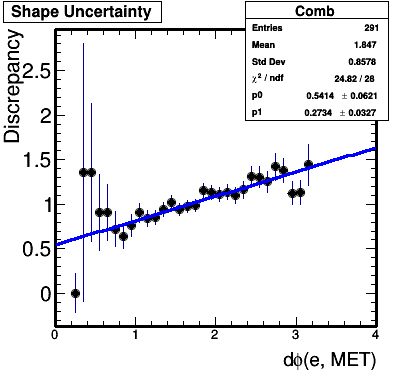 Shape Uncertainty
Comb
Entries 291
Mean 1.847
Std Dev 0.8578
χ² / ndf 24.82 / 28
p0 0.5414 ± 0.0621
p1 0.2734 ± 0.0327
Discrepancy
2.5
2
1.5
1
0.5
0
0 1 2 3 4
dϕ(e, MET)